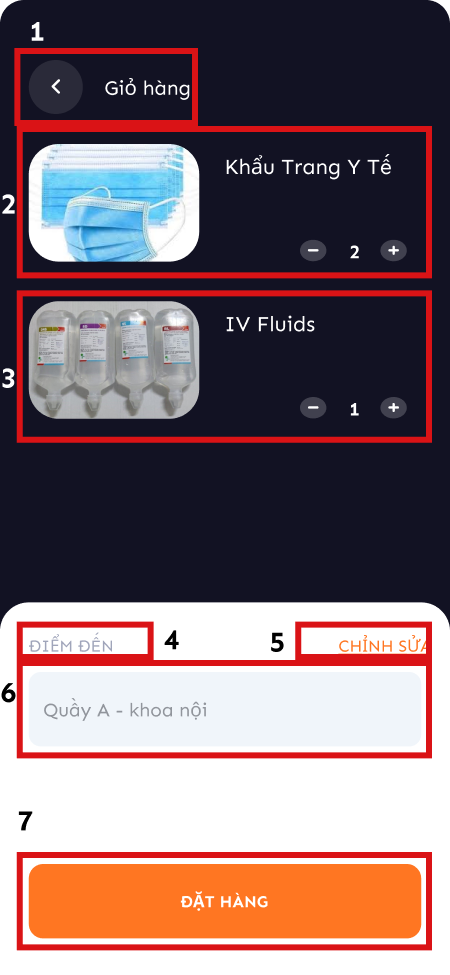 1
Giỏ hàng
2
Khẩu Trang Y Tế
2
3
IV Fluids
1
ĐIỂM ĐẾN
4
5
CHỈNH SỬA
6
Quầy A - khoa nội
7
ĐẶT HÀNG